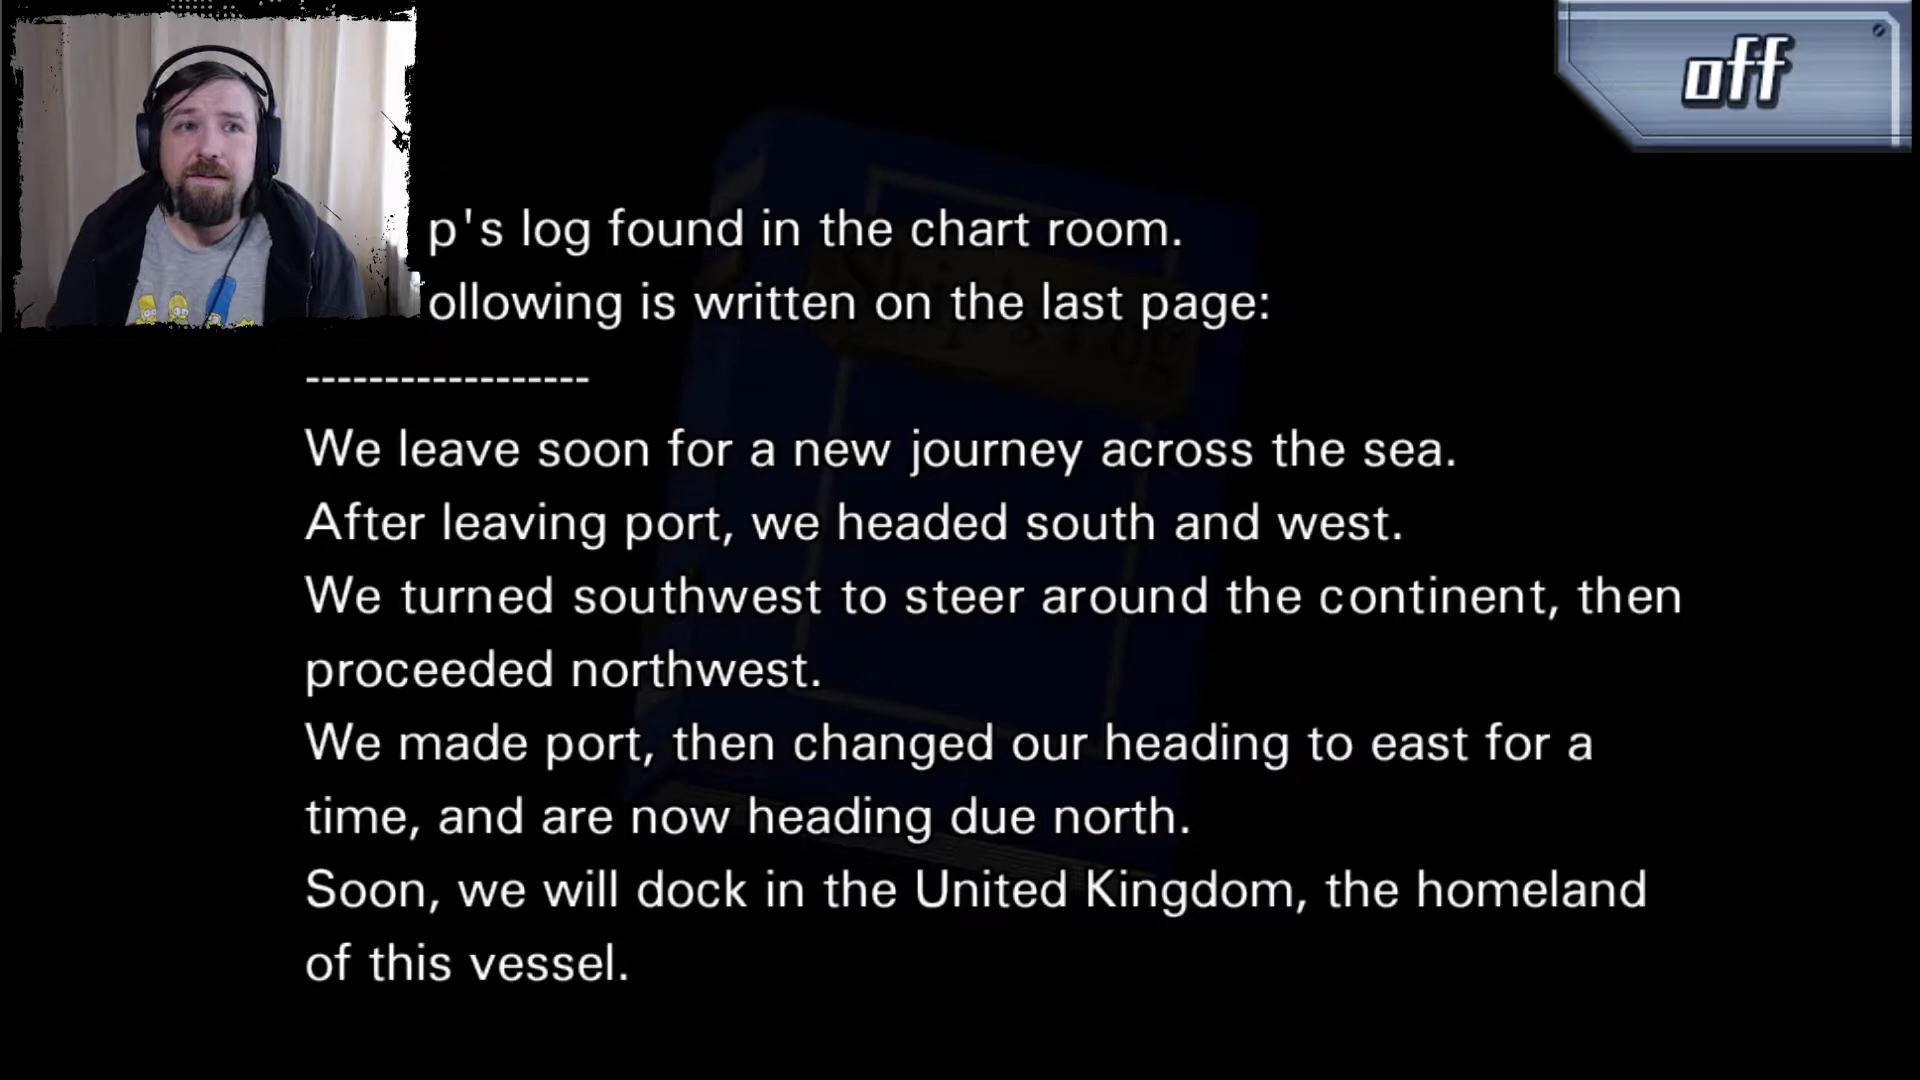 off
p's log found in the chart room.
ollowing is written on the last page:
------------------
We leave soon for a new journey across the sea.
After leaving port, we headed south and west.
We turned southwest to steer around the continent, then
proceeded northwest.
We made port, then changed our heading to east for a
time, and are now heading due north.
Soon, we will dock in the United Kingdom, the homeland
of this vessel.